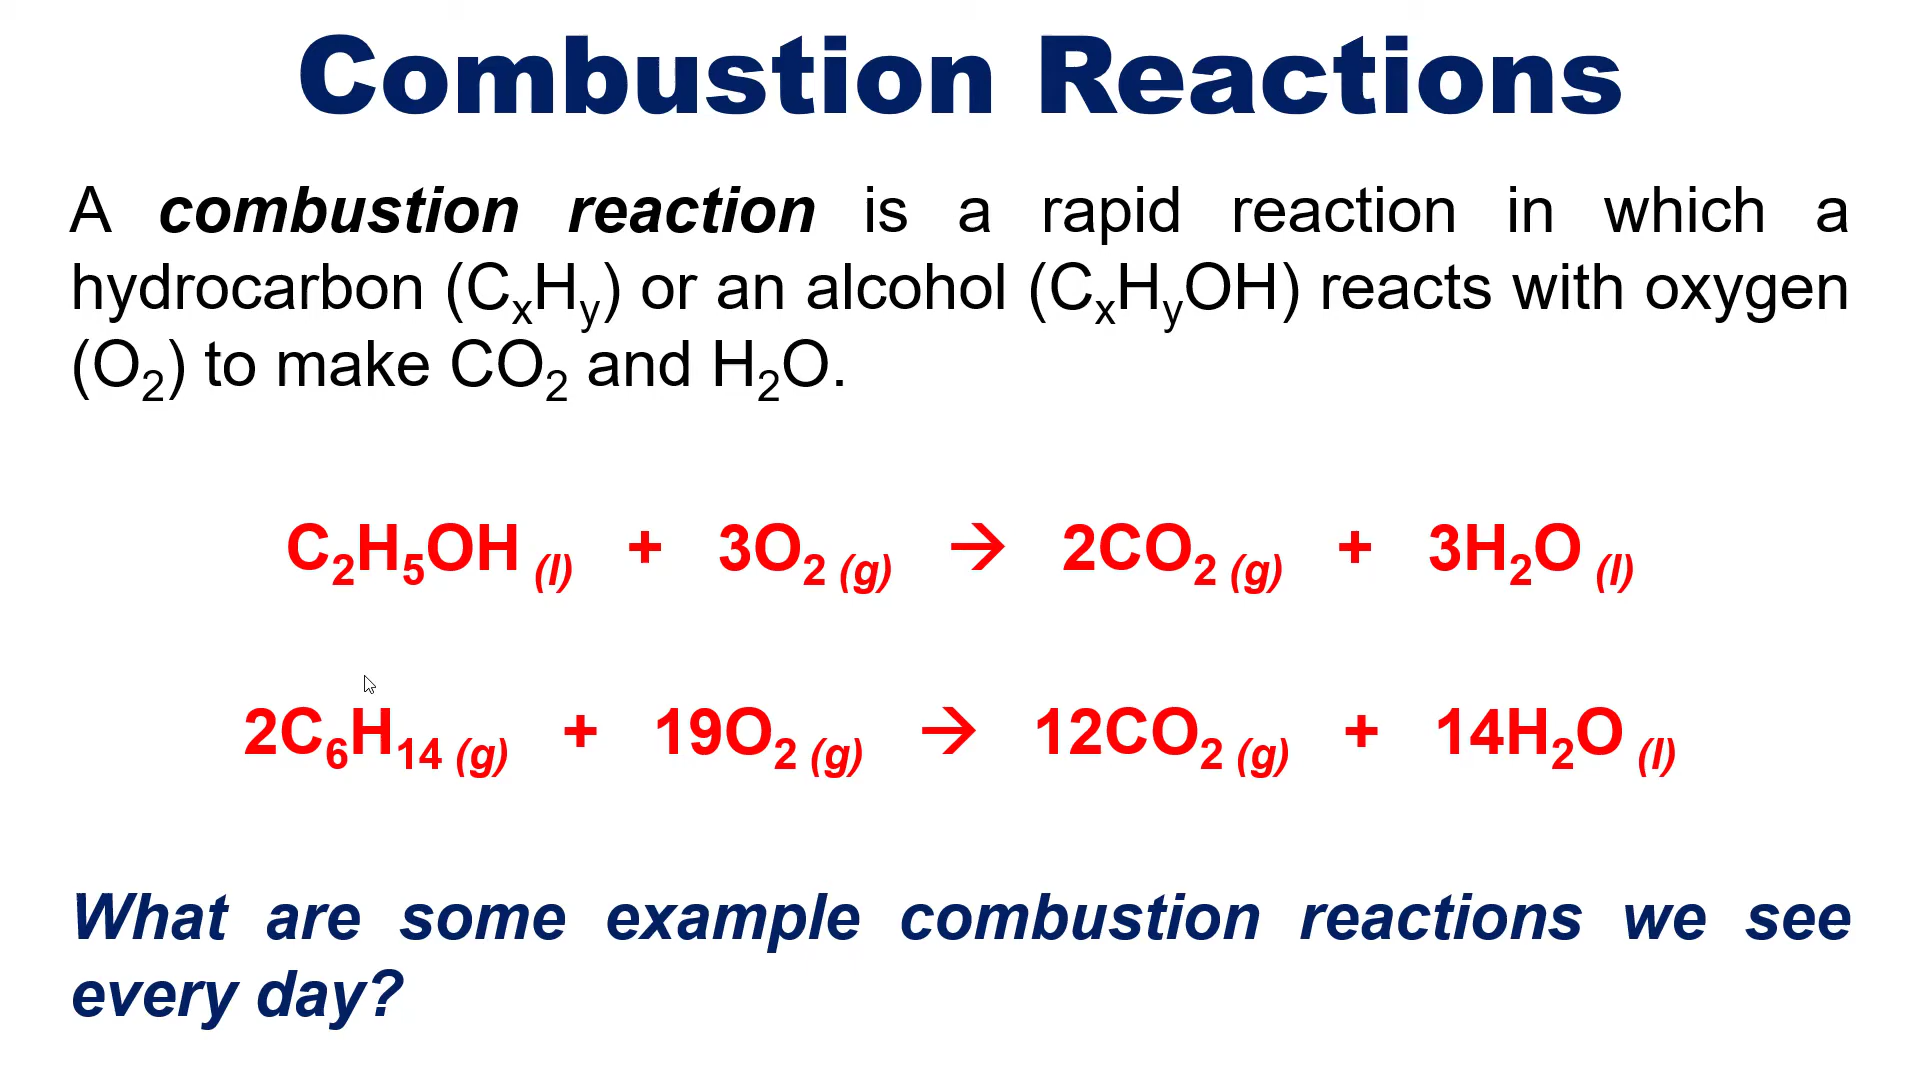 Combustion Reactions
A combustion reaction is a rapid reaction in which a
hydrocarbon (CₓHᵧ) or an alcohol (CₓHᵧOH) reacts with oxygen
(O₂) to make CO₂ and H₂O.
C₂H₅OH (l) + 3O₂ (g) → 2CO₂ (g) + 3H₂O (l)
2C₆H₁₄ (g) + 19O₂ (g) → 12CO₂ (g) + 14H₂O (l)
What are some example combustion reactions we see
every day?